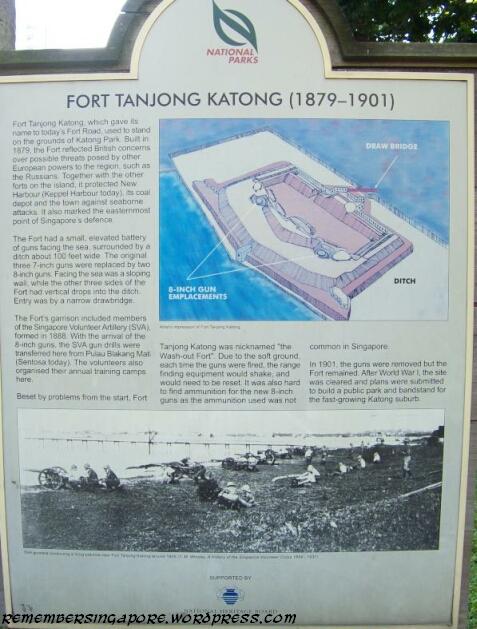 NATIONAL
PARKS
FORT TANJONG KATONG (1879–1901)
Fort Tanjong Katong, which gave its
name to today's Fort Road, used to stand
on the grounds of Katong Park. Built in
1879, the Fort reflected British concerns
over possible threats posed by other
European powers to the region, such as
the Russians. Together with the other
forts on the island, it protected New
Harbour (Keppel Harbour today), its coal
depot and the town against seaborne
attacks. It also marked the easternmost
point of Singapore's defence.
The Fort had a small, elevated battery
of guns facing the sea, surrounded by a
ditch about 100 feet wide. The original
three 7-inch guns were replaced by two
8-inch guns. Facing the sea was a sloping
wall, while the other three sides of the
Fort had vertical drops into the ditch.
Entry was by a narrow drawbridge.
The Fort's garrison included members
of the Singapore Volunteer Artillery (SVA),
formed in 1888. With the arrival of the
8-inch guns, the SVA gun drills were
transferred here from Pulau Blakang Mati
(Sentosa today). The volunteers also
organised their annual training camps
here.
Beset by problems from the start, Fort
DRAW BRIDGE
8-INCH GUN
EMPLACEMENTS
DITCH
Artist's impression of Fort Tanjong Katong
Tanjong Katong was nicknamed "the
Wash-out Fort". Due to the soft ground,
each time the guns were fired, the range
finding equipment would shake, and
would need to be reset. It was also hard
to find ammunition for the new 8-inch
guns as the ammunition used was not
common in Singapore.
In 1901, the guns were removed but the
Fort remained. After World War I, the site
was cleared and plans were submitted
to build a public park and bandstand for
the fast-growing Katong suburb.
SUPPORTED BY
NATIONAL HERITAGE BOARD
remembersingapore.wordpress.com